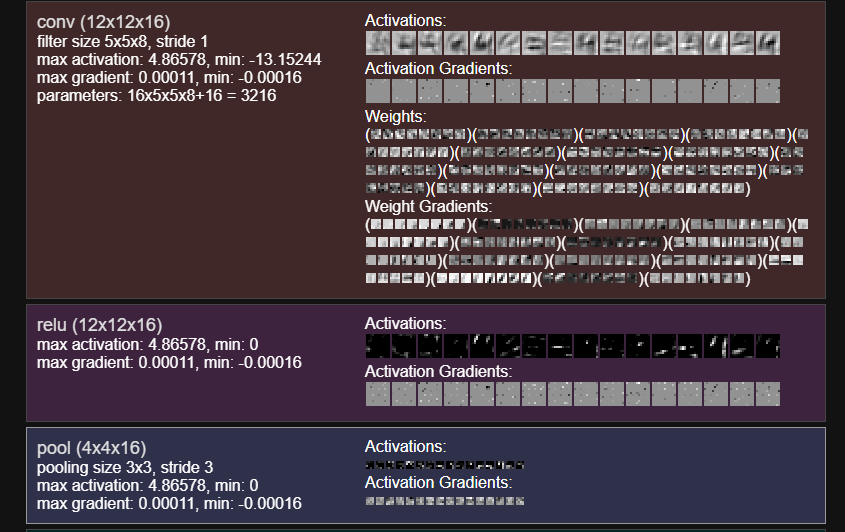 conv (12x12x16)
filter size 5x5x8, stride 1
max activation: 4.86578, min: -13.15244
max gradient: 0.00011, min: -0.00016
parameters: 16x5x5x8+16 = 3216
Activations:
Activation Gradients:
Weights:
( )( )( )( )(
)( )( )( )(
)( )( )( )(
)( )( )( )
Weight Gradients:
( )( )( )( )(
)( )( )( )(
)( )( )( )(
)( )( )( )
relu (12x12x16)
max activation: 4.86578, min: 0
max gradient: 0.00011, min: -0.00016
Activations:
Activation Gradients:
pool (4x4x16)
pooling size 3x3, stride 3
max activation: 4.86578, min: 0
max gradient: 0.00011, min: -0.00016
Activations:
Activation Gradients: